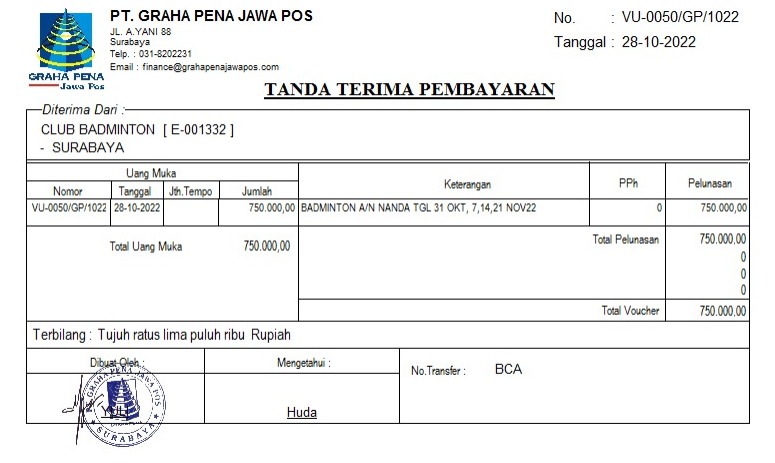 PT. GRAHA PENA JAWA POS
JL. A.YANI 88
Surabaya
Telp. : 031-8202231
Email : finance@grahapenajawapos.com
GRAHA PENA
Jawa Pos
No. : VU-0050/GP/1022
Tanggal : 28-10-2022
TANDA TERIMA PEMBAYARAN
Diterima Dari :
CLUB BADMINTON [ E-001332 ]
- SURABAYA
Uang Muka Keterangan PPh Pelunasan
Nomor Tanggal Jth.Tempo Jumlah
VU-0050/GP/1022 28-10-2022 750.000,00 BADMINTON A/N NANDA TGL 31 OKT, 7,14,21 NOV22 0 750.000,00
Total Uang Muka 750.000,00 Total Pelunasan 750.000,00
0
0
0
Total Voucher 750.000,00
Terbilang : Tujuh ratus lima puluh ribu Rupiah
Dibuat Oleh : Mengetahui : No.Transfer : BCA
PT. GRAHA PENA JAWA POS
YULI
SURABAYA
Huda